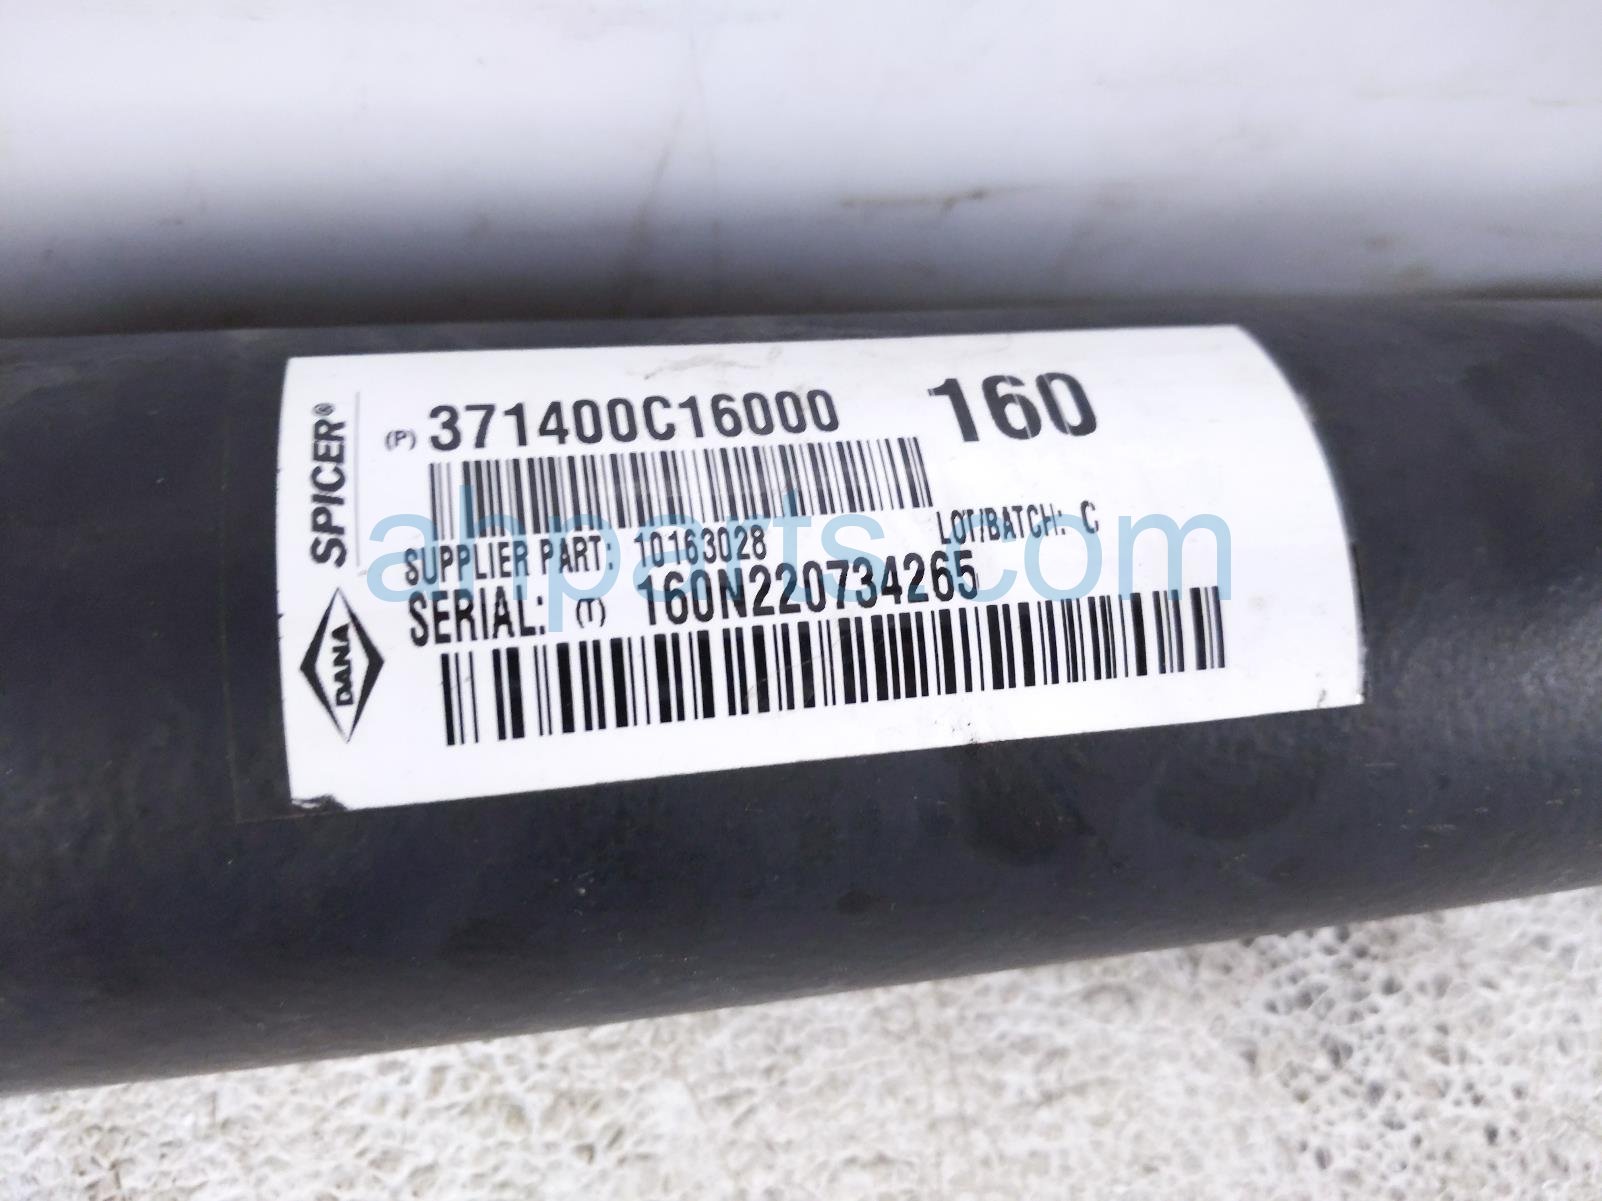 SPICER®
DANA
(P) 371400C16000 160
SUPPLIER PART: 10163028 LOT/BATCH: C
SERIAL: (T) 160N220734265
ahparts.com